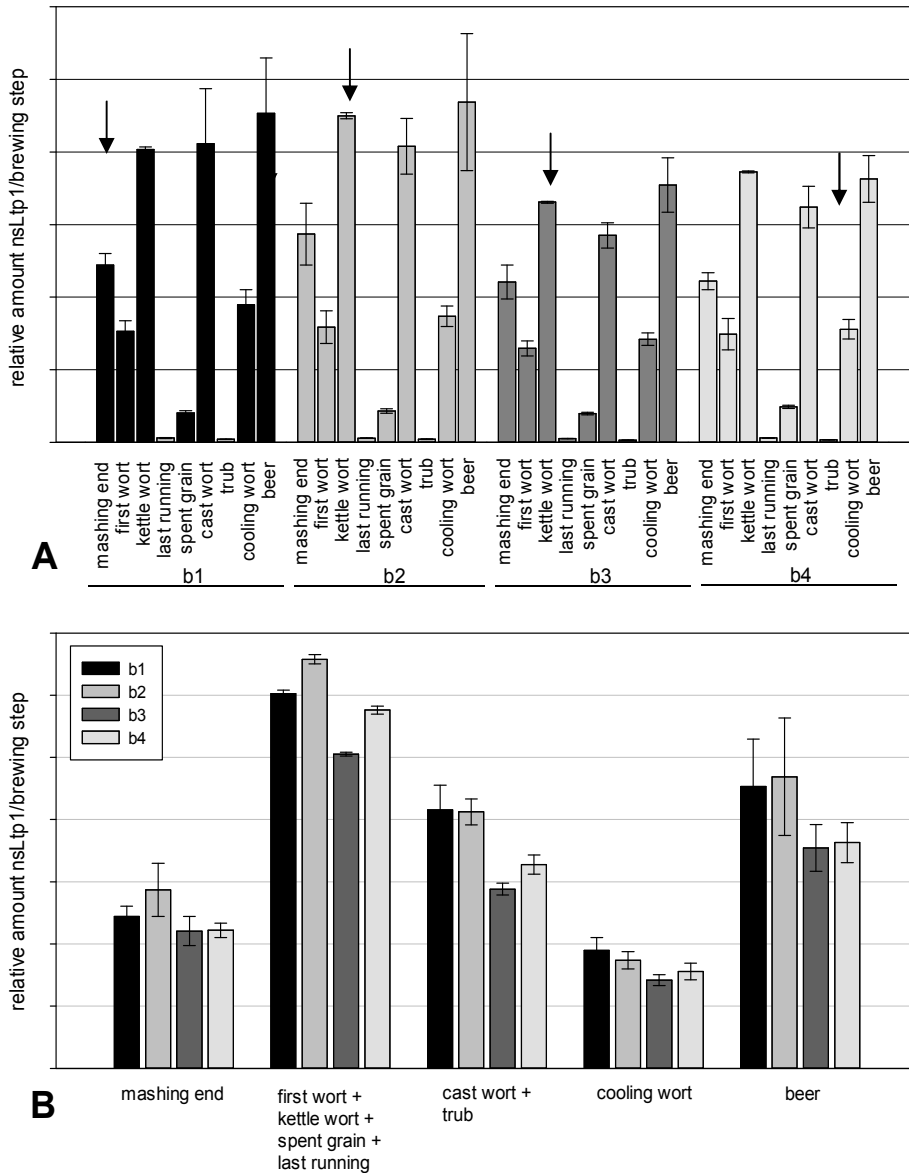 relative amount nsLtp1/brewing step
mashing end
first wort
kettle wort
last running
spent grain
cast wort
trub
cooling wort
beer
mashing end
first wort
kettle wort
last running
spent grain
cast wort
trub
cooling wort
beer
mashing end
first wort
kettle wort
last running
spent grain
cast wort
trub
cooling wort
beer
mashing end
first wort
kettle wort
last running
spent grain
cast wort
trub
cooling wort
beer
A
b1
b2
b3
b4
relative amount nsLtp1/brewing step
b1
b2
b3
b4
B
mashing end
first wort +
kettle wort +
spent grain +
last running
cast wort +
trub
cooling wort
beer